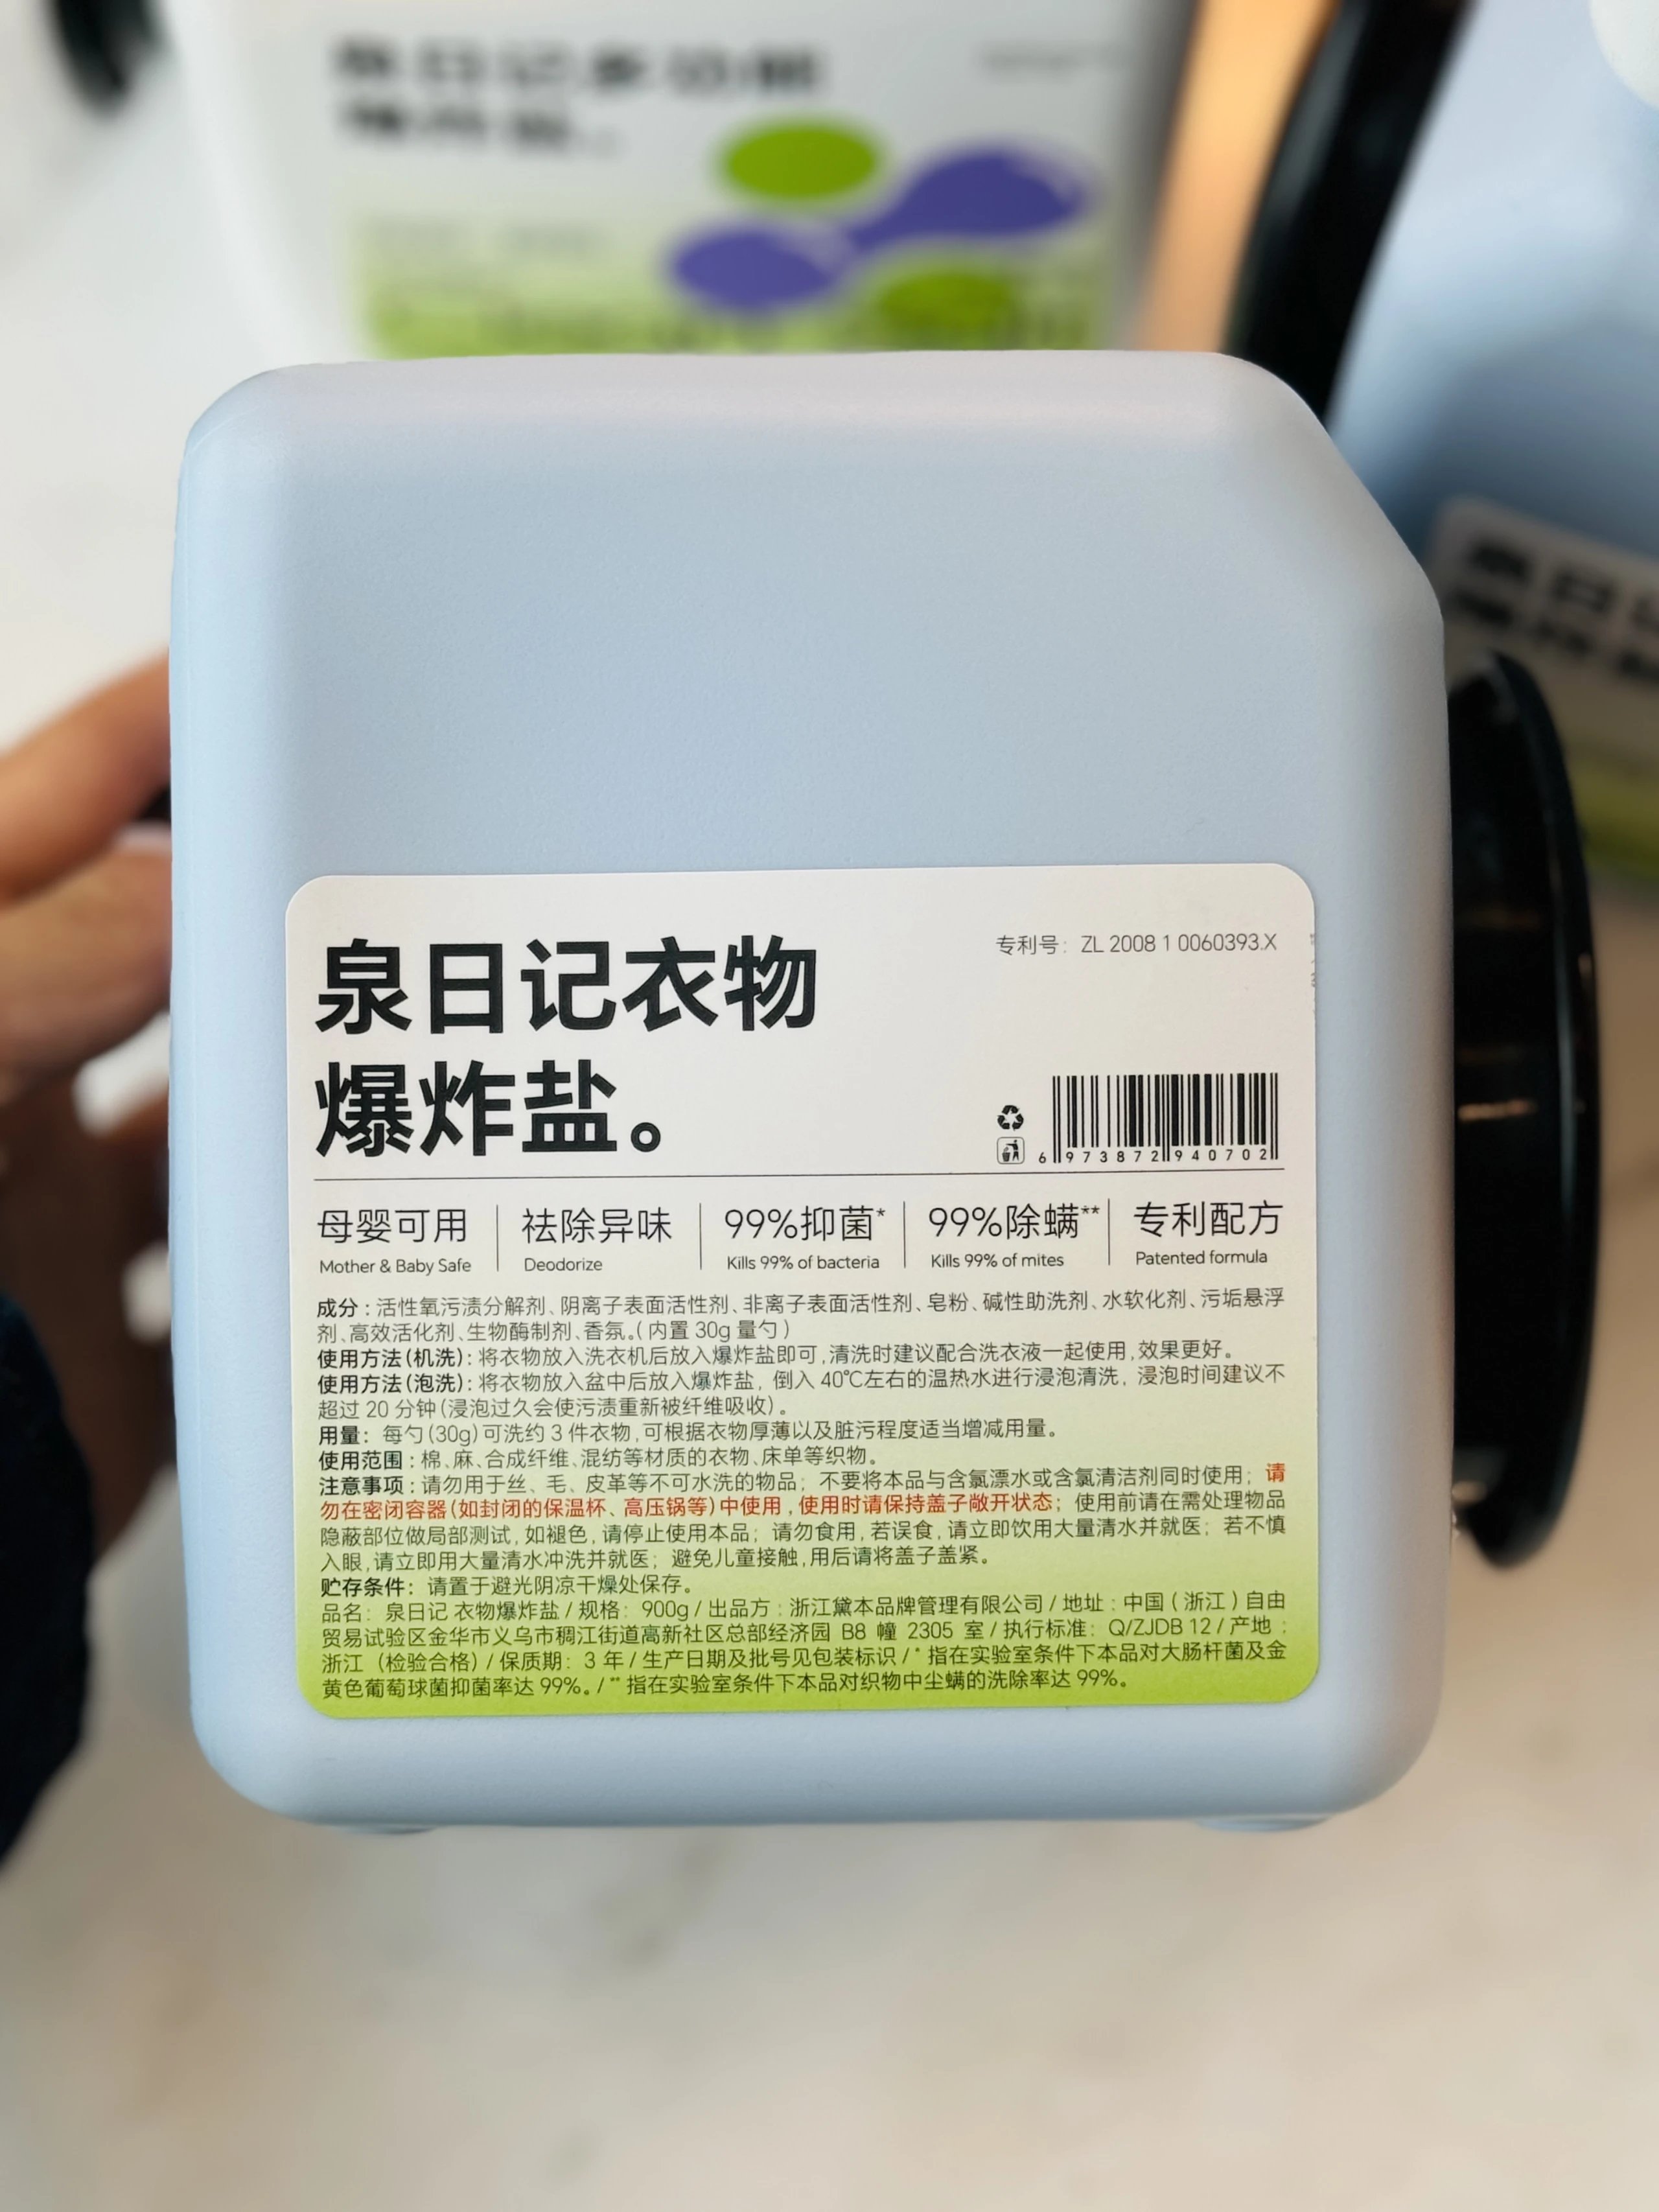 泉日记多功能
泉日记
泉日记衣物
爆炸盐。
专利号：ZL 2008 1 0060393.X
6 973872 940702
母婴可用
Mother & Baby Safe
祛除异味
Deodorize
99%抑菌*
Kills 99% of bacteria
99%除螨**
Kills 99% of mites
专利配方
Patented formula
成分：活性氧污渍分解剂、阴离子表面活性剂、非离子表面活性剂、皂粉、碱性助洗剂、水软化剂、污垢悬浮
剂、高效活化剂、生物酶制剂、香氛。(内置 30g 量勺)
使用方法(机洗)：将衣物放入洗衣机后放入爆炸盐即可,清洗时建议配合洗衣液一起使用,效果更好。
使用方法(泡洗)：将衣物放入盆中后放入爆炸盐，倒入 40℃左右的温热水进行浸泡清洗，浸泡时间建议不
超过 20 分钟(浸泡过久会使污渍重新被纤维吸收)。
用量：每勺(30g)可洗约 3 件衣物,可根据衣物厚薄以及脏污程度适当增减用量。
使用范围：棉、麻、合成纤维、混纺等材质的衣物、床单等织物。
注意事项：请勿用于丝、毛、皮革等不可水洗的物品；不要将本品与含氯漂水或含氯清洁剂同时使用；请
勿在密闭容器(如封闭的保温杯、高压锅等)中使用,使用时请保持盖子敞开状态；使用前请在需处理物品
隐蔽部位做局部测试,如褪色,请停止使用本品；请勿食用,若误食,请立即饮用大量清水并就医；若不慎
入眼,请立即用大量清水冲洗并就医；避免儿童接触,用后请将盖子盖紧。
贮存条件：请置于避光阴凉干燥处保存。
品名：泉日记 衣物爆炸盐 / 规格：900g / 出品方：浙江黛本品牌管理有限公司 / 地址：中国（浙江）自由
贸易试验区金华市义乌市稠江街道高新社区总部经济园 B8 幢 2305 室 / 执行标准：Q/ZJDB 12 / 产地：
浙江（检验合格）/ 保质期：3 年 / 生产日期及批号见包装标识 / * 指在实验室条件下本品对大肠杆菌及金
黄色葡萄球菌抑菌率达 99%。/ ** 指在实验室条件下本品对织物中尘螨的洗除率达 99%。